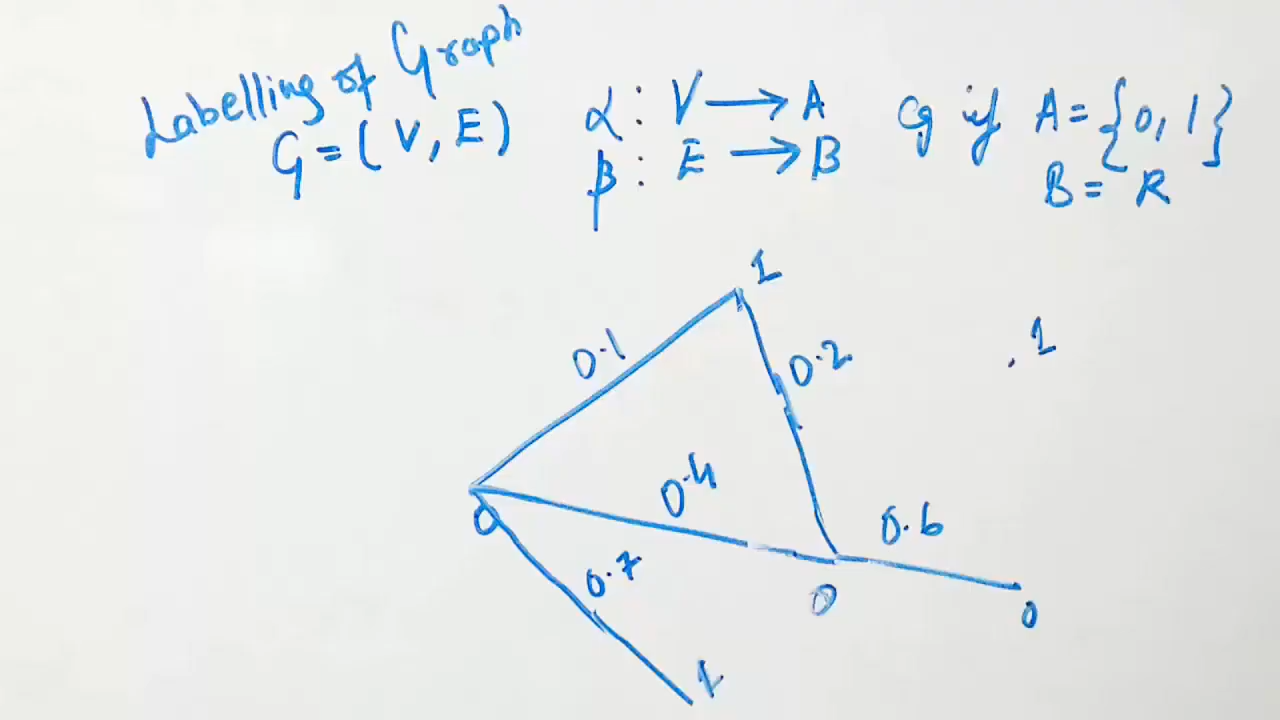 Labelling of Graph
G = (V, E)
α : V → A
β : E → B
eg if A = {0, 1}
B = R
1
0.1
0.2
1
0.4
0
0.6
0.7
0
0
1